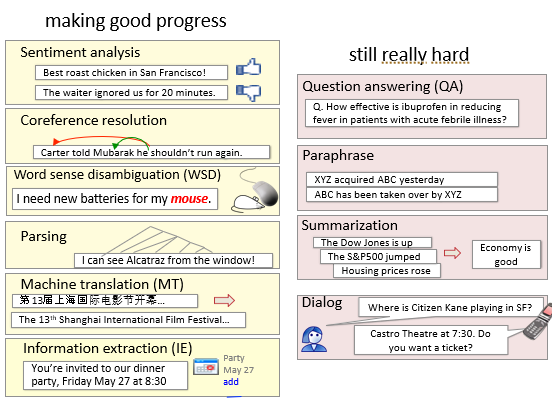 making good progress
Sentiment analysis
Best roast chicken in San Francisco!
The waiter ignored us for 20 minutes.
Coreference resolution
Carter told Mubarak he shouldn't run again.
Word sense disambiguation (WSD)
I need new batteries for my mouse.
Parsing
I can see Alcatraz from the window!
Machine translation (MT)
第13届上海国际电影节开幕…
The 13th Shanghai International Film Festival…
Information extraction (IE)
You're invited to our dinner
party, Friday May 27 at 8:30
Party
May 27
add
still really hard
Question answering (QA)
Q. How effective is ibuprofen in reducing
fever in patients with acute febrile illness?
Paraphrase
XYZ acquired ABC yesterday
ABC has been taken over by XYZ
Summarization
The Dow Jones is up
The S&P500 jumped
Housing prices rose
Economy is
good
Dialog
Where is Citizen Kane playing in SF?
Castro Theatre at 7:30. Do
you want a ticket?